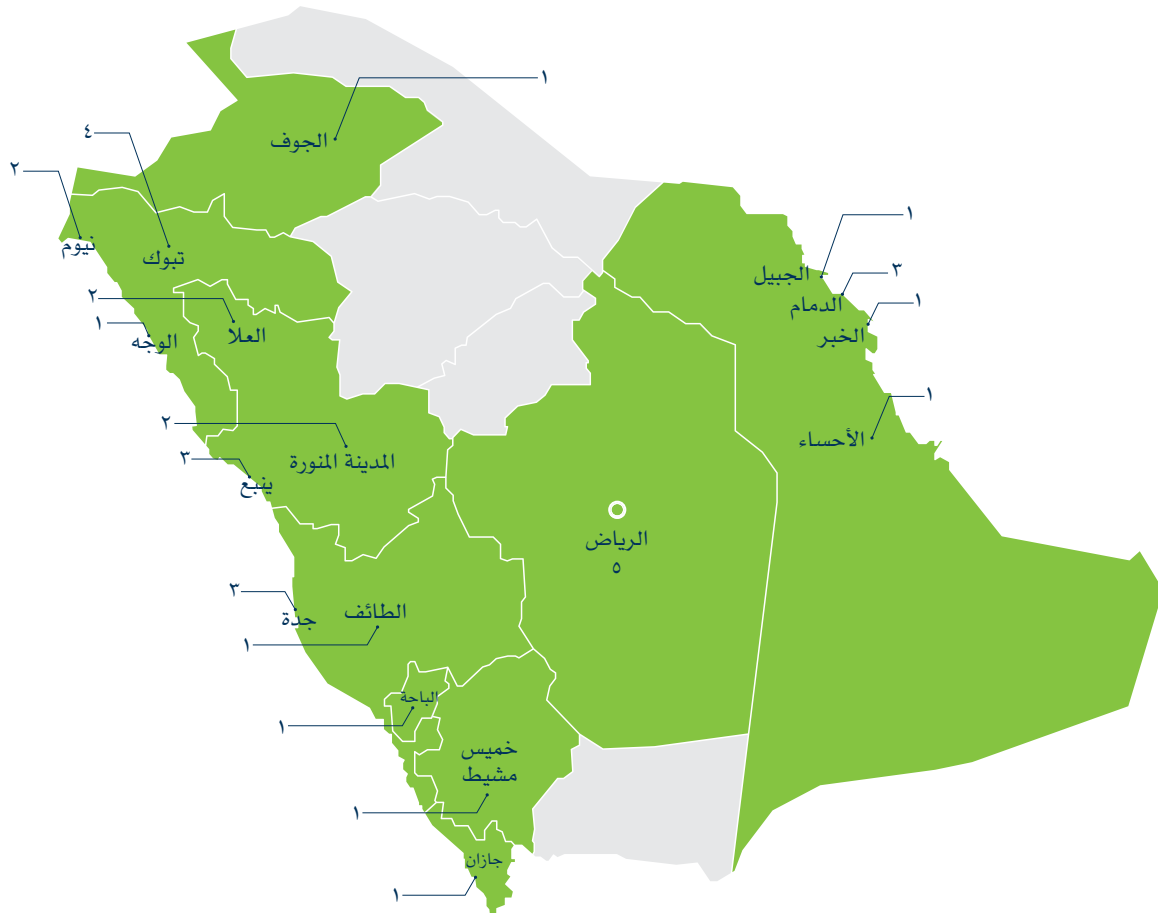 ١
الجوف
٤
٢
نيوم
تبوك
١
الجبيل
٣
الدمام
١
الخبر
٢
العلا
١
الوجه
١
الأحساء
٢
المدينة المنورة
٣
ينبع
الرياض
٥
٣
جدة
الطائف
١
الباحة
١
خميس
مشيط
١
جازان
١